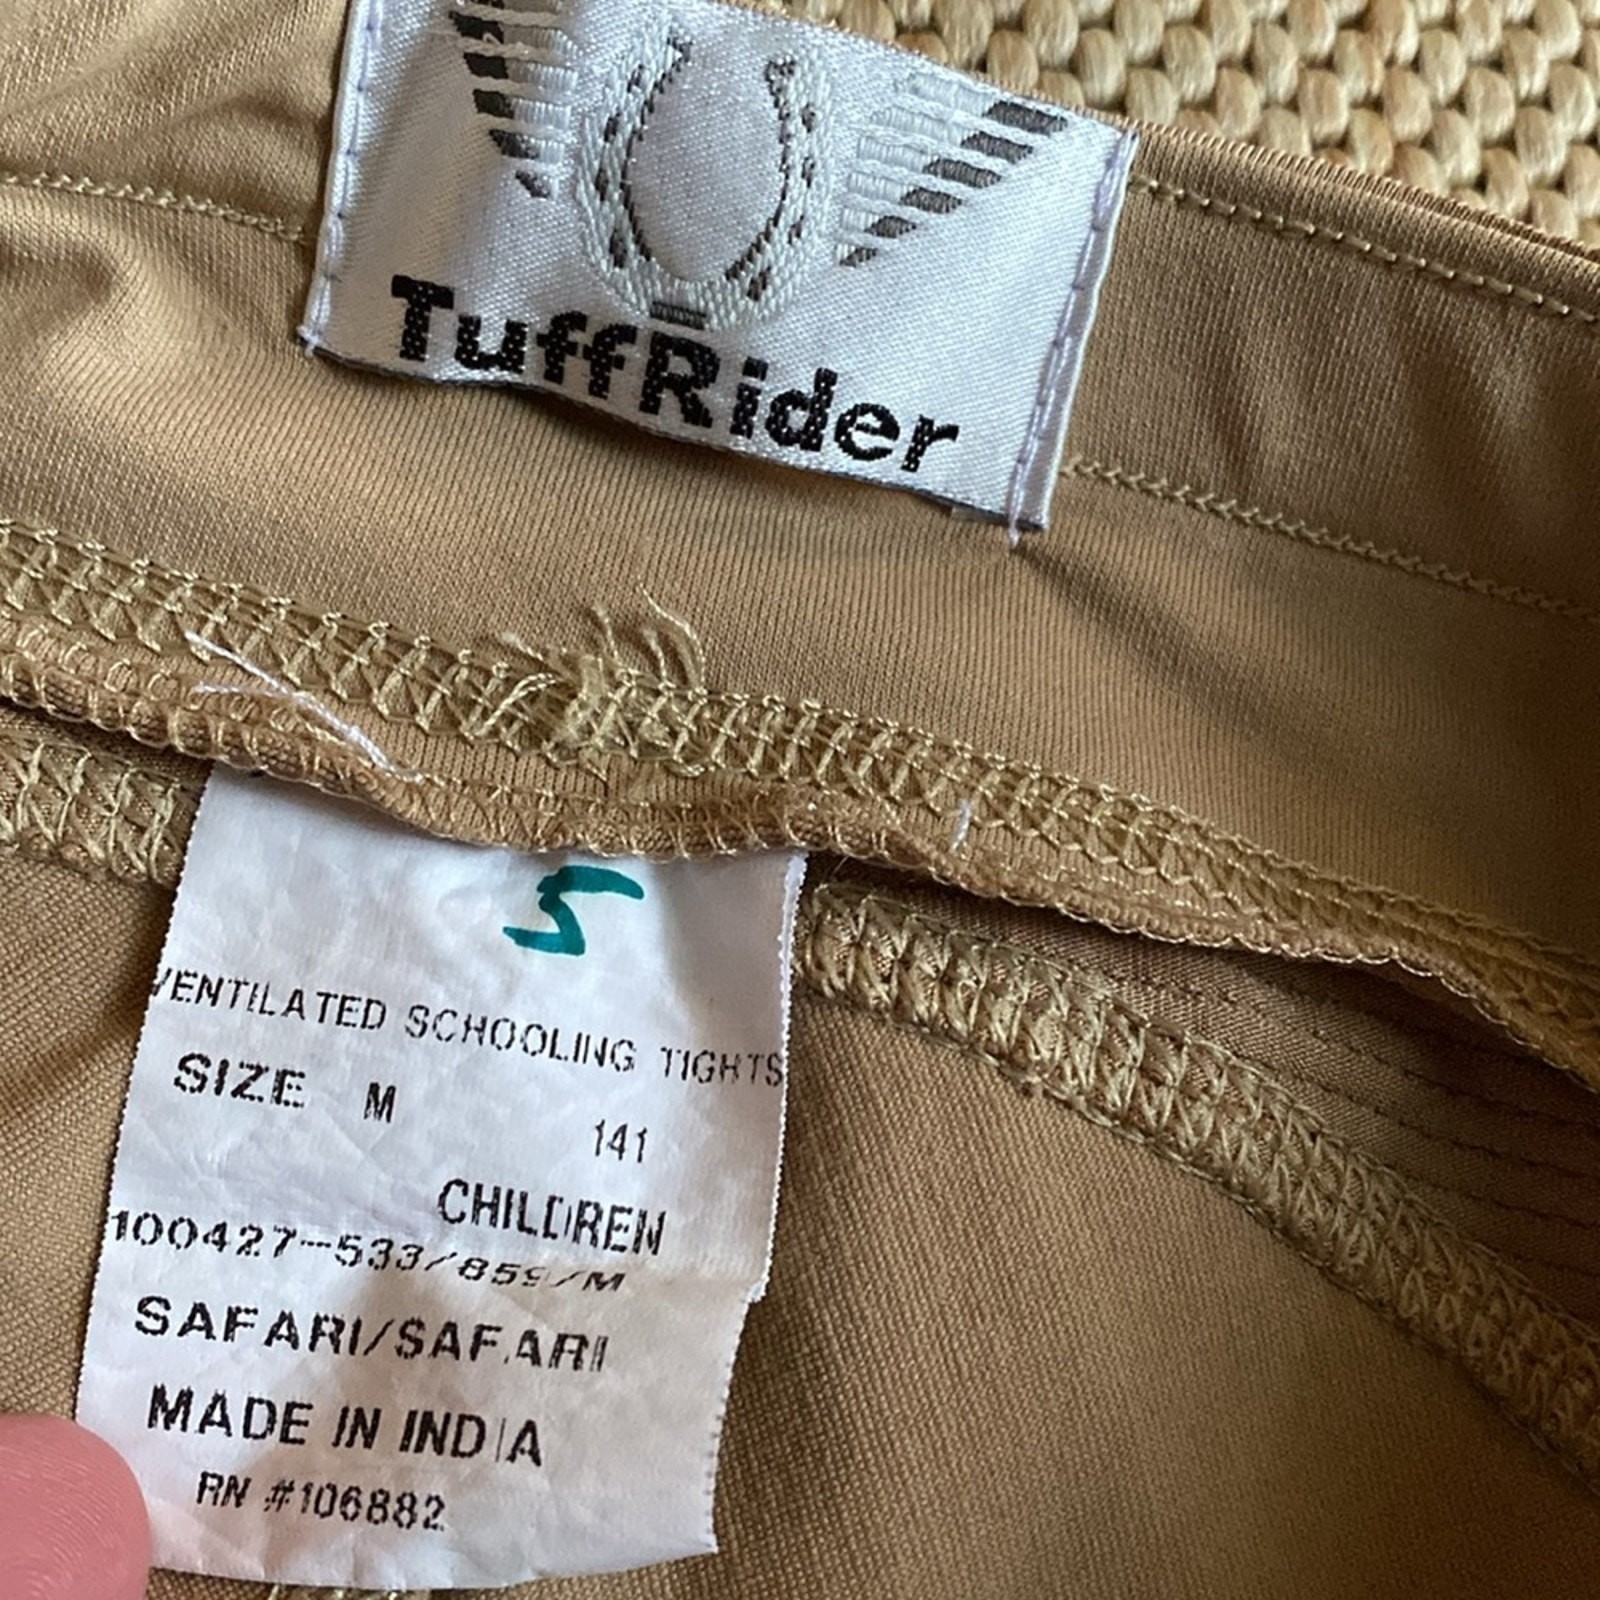 TuffRider
5
VENTILATED SCHOOLING TIGHTS
SIZE M
141
CHILDREN
100427-533/859/M
SAFARI/SAFARI
MADE IN INDIA
RN #106882